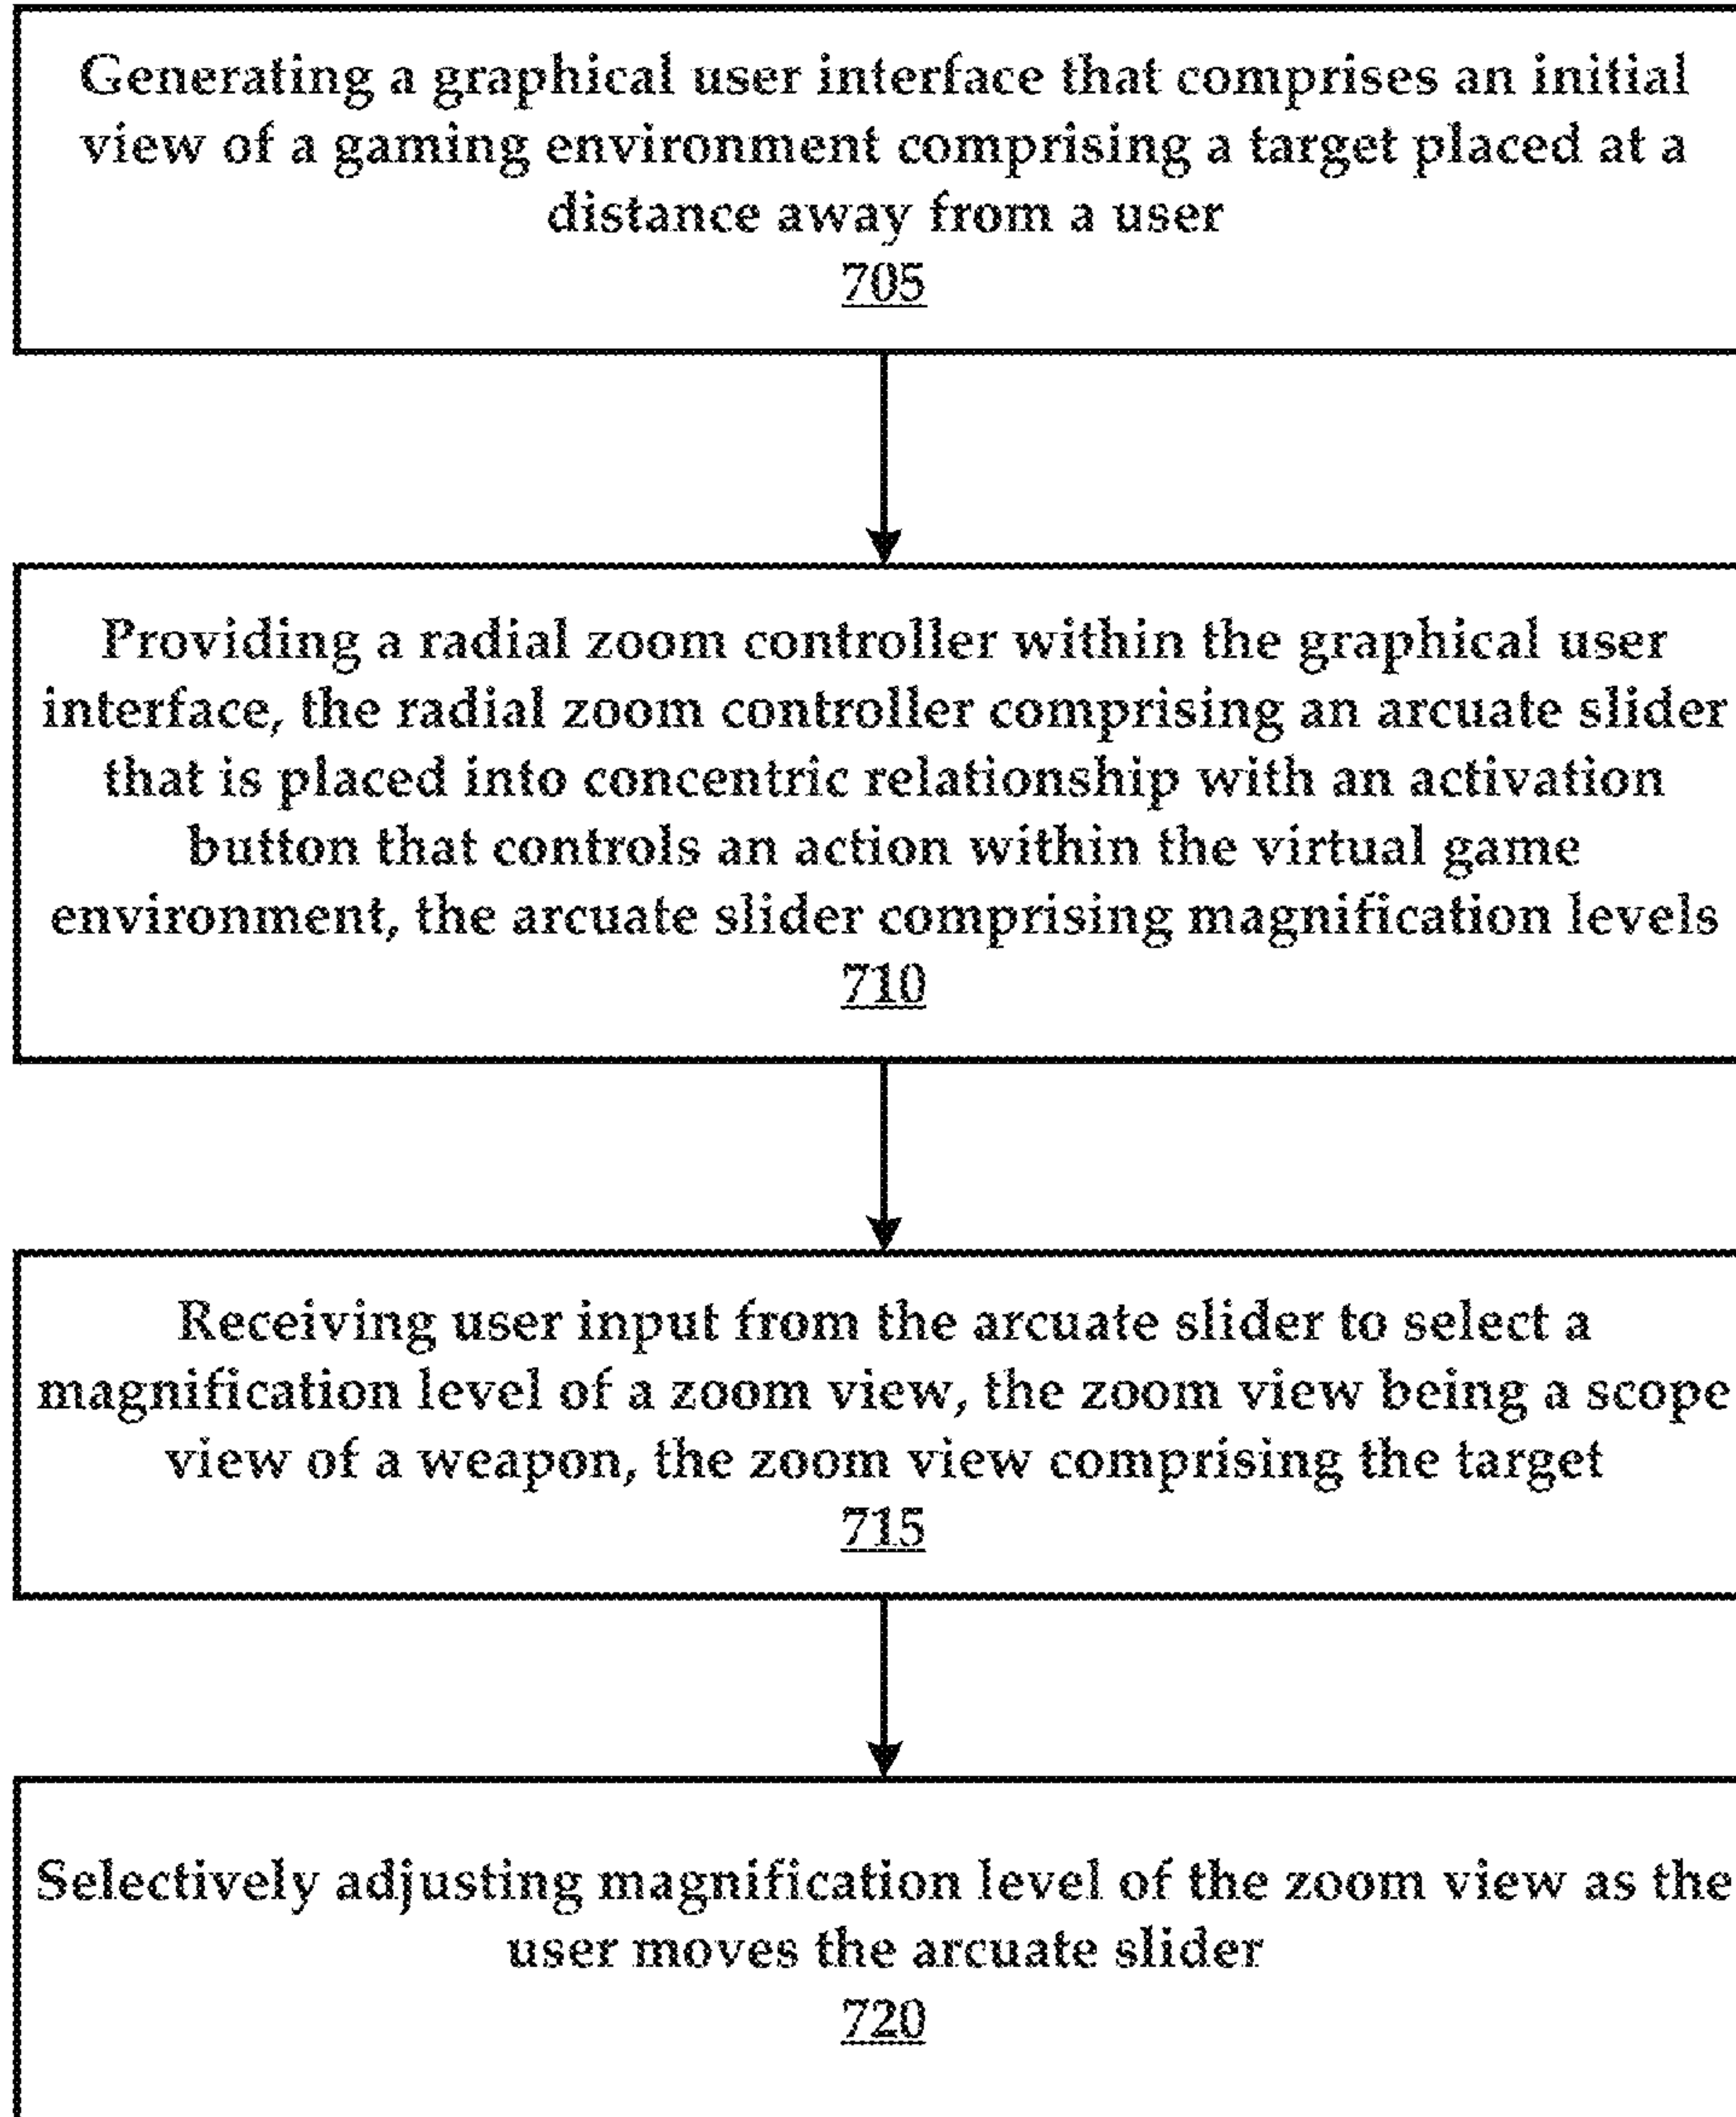 Generating a graphical user interface that comprises an initial
view of a gaming environment comprising a target placed at a
distance away from a user
705
Providing a radial zoom controller within the graphical user
interface, the radial zoom controller comprising an arcuate slider
that is placed into concentric relationship with an activation
button that controls an action within the virtual game
environment, the arcuate slider comprising magnification levels
710
Receiving user input from the arcuate slider to select a
magnification level of a zoom view, the zoom view being a scope
view of a weapon, the zoom view comprising the target
715
Selectively adjusting magnification level of the zoom view as the
user moves the arcuate slider
720